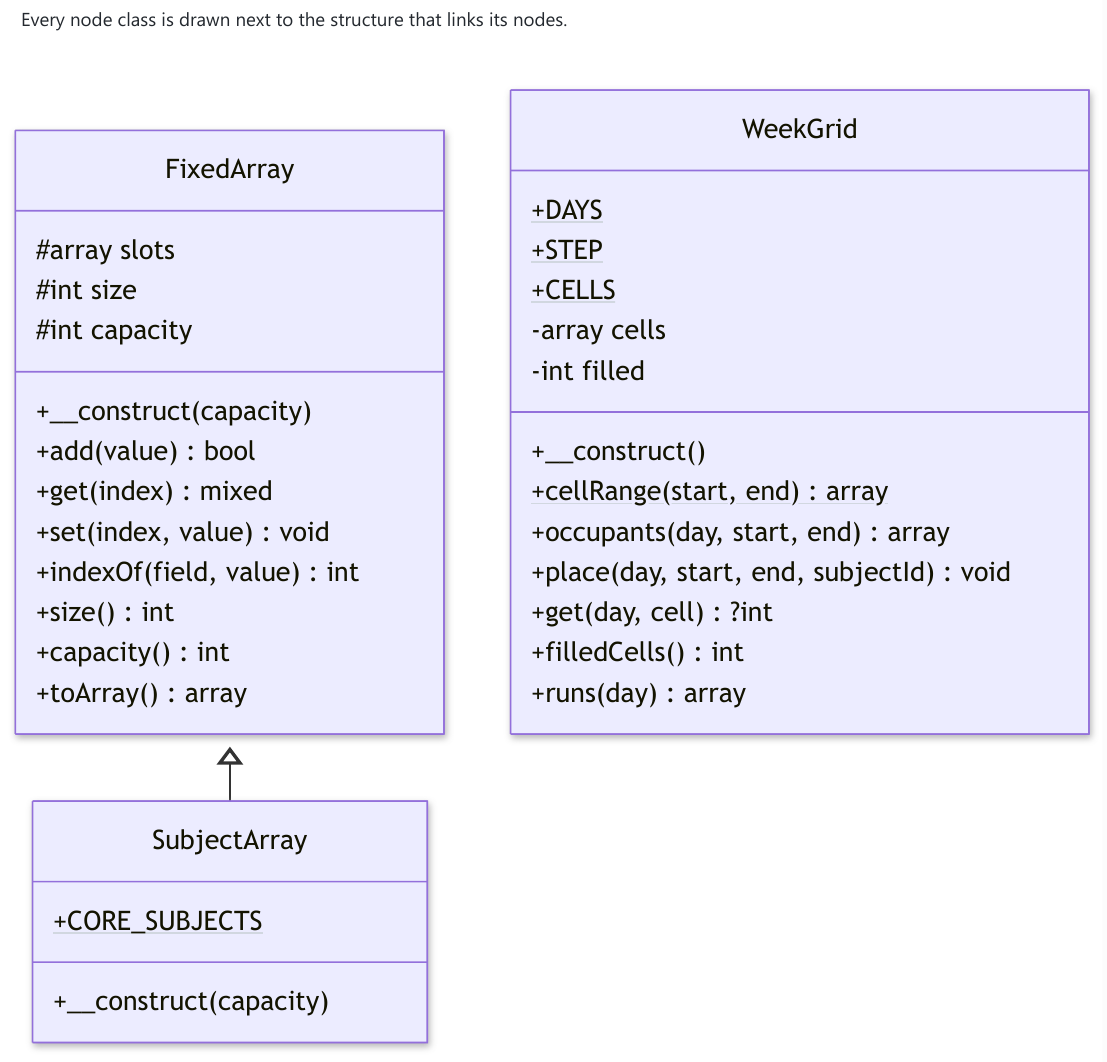 Every node class is drawn next to the structure that links its nodes.
FixedArray
#array slots
#int size
#int capacity
+__construct(capacity)
+add(value) : bool
+get(index) : mixed
+set(index, value) : void
+indexOf(field, value) : int
+size() : int
+capacity() : int
+toArray() : array
WeekGrid
+DAYS
+STEP
+CELLS
-array cells
-int filled
+__construct()
+cellRange(start, end) : array
+occupants(day, start, end) : array
+place(day, start, end, subjectId) : void
+get(day, cell) : ?int
+filledCells() : int
+runs(day) : array
SubjectArray
+CORE_SUBJECTS
+__construct(capacity)